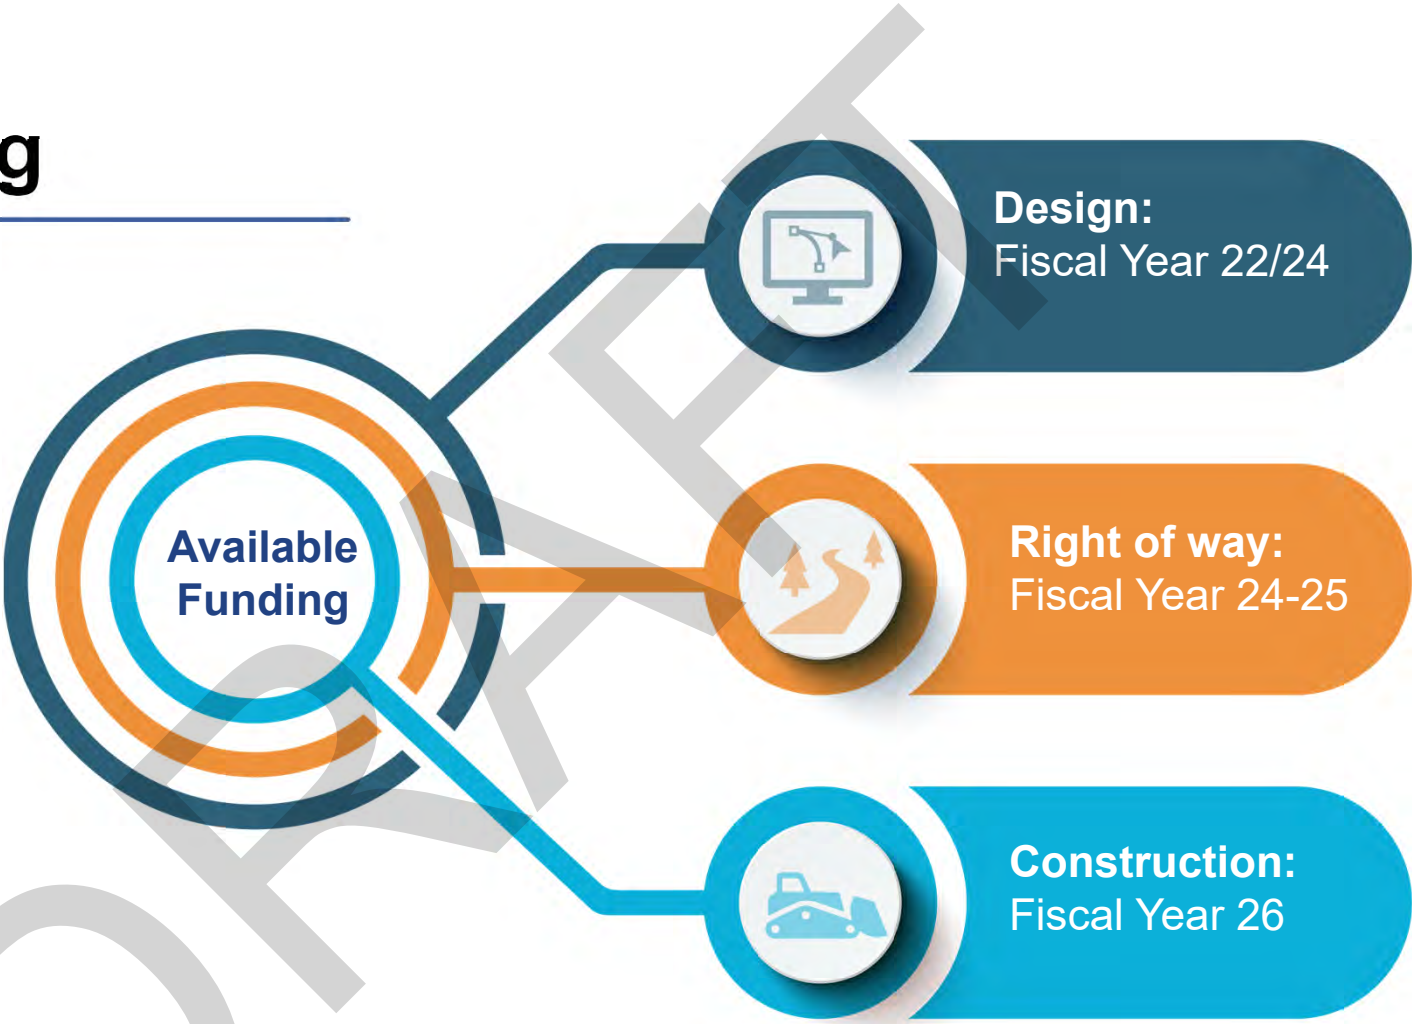 g
Design:
Fiscal Year 22/24
Available
Funding
Right of way:
Fiscal Year 24-25
Construction:
Fiscal Year 26
DRAFT